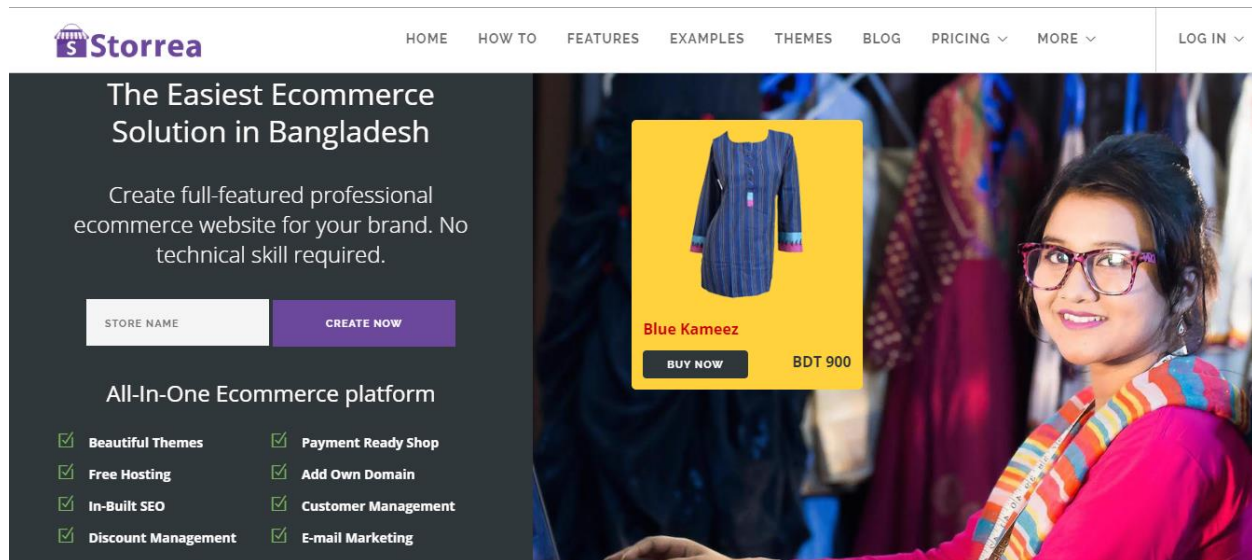 S Storrea
HOME HOW TO FEATURES EXAMPLES THEMES BLOG PRICING MORE LOG IN
The Easiest Ecommerce
Solution in Bangladesh
Create full-featured professional
ecommerce website for your brand. No
technical skill required.
STORE NAME CREATE NOW
All-In-One Ecommerce platform
Beautiful Themes Payment Ready Shop
Free Hosting Add Own Domain
In-Built SEO Customer Management
Discount Management E-mail Marketing
Blue Kameez
BUY NOW BDT 900